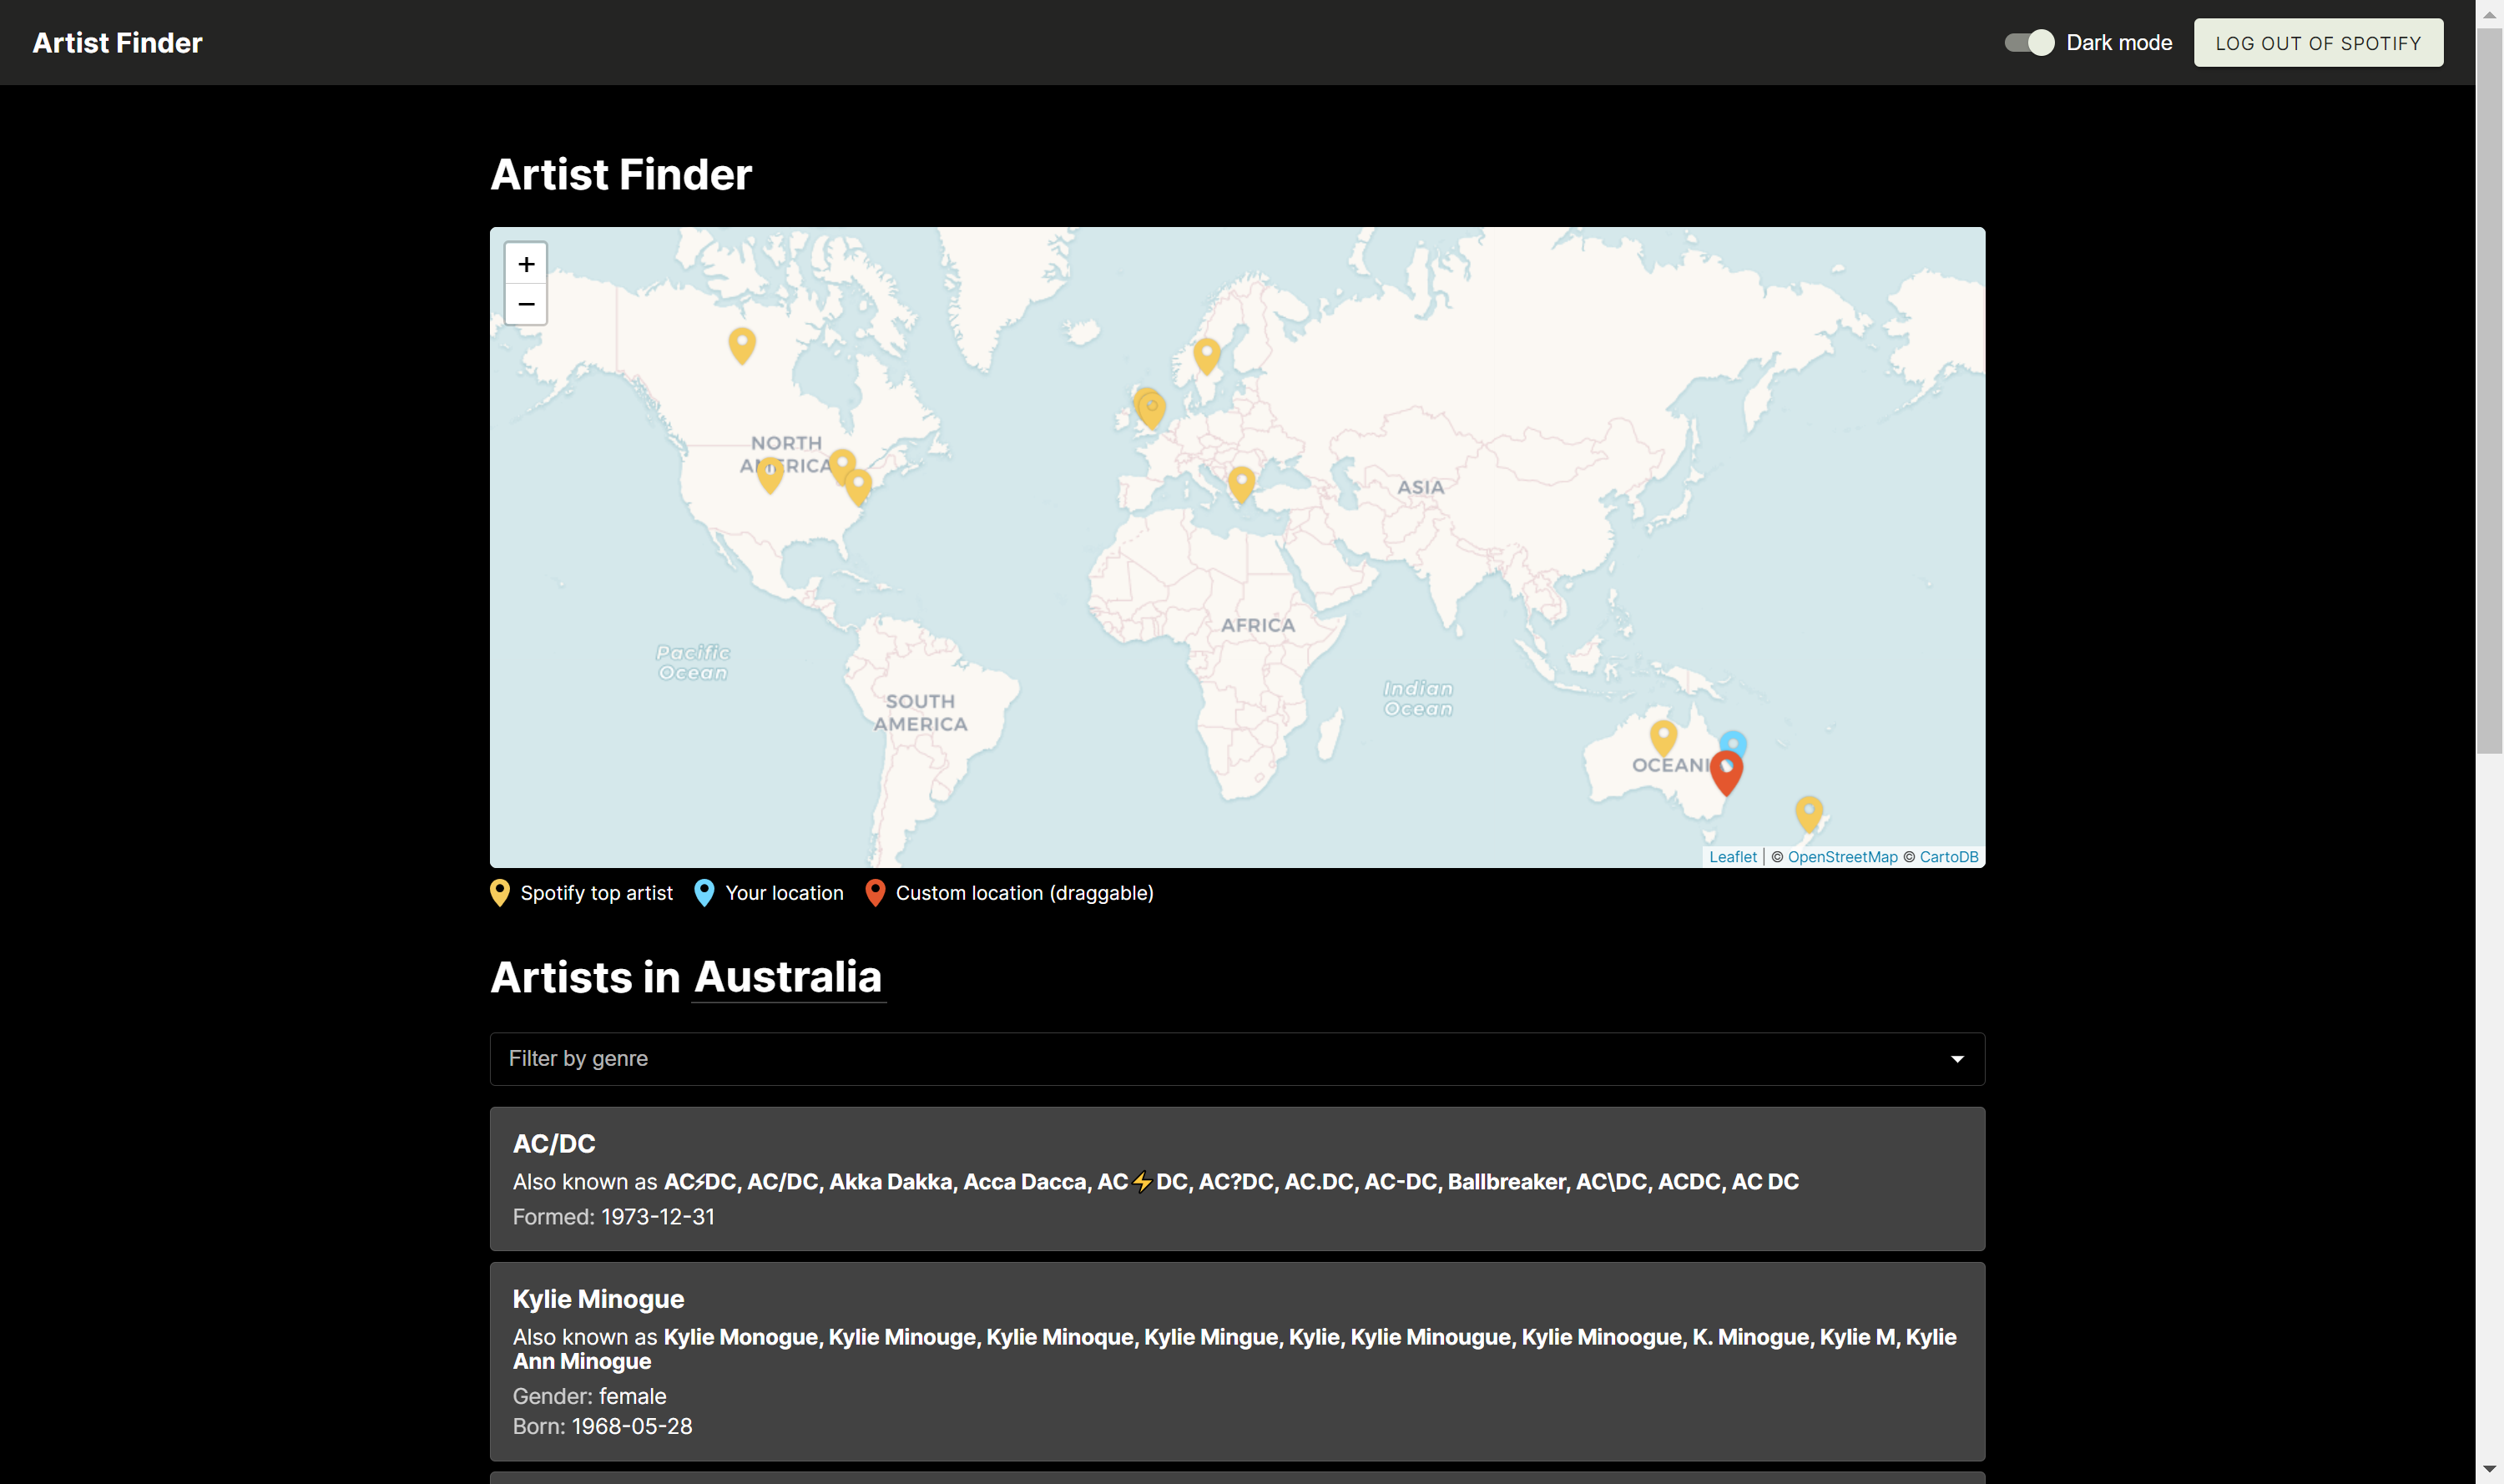 Artist Finder
Dark mode
LOG OUT OF SPOTIFY
Artist Finder
+
−
NORTH
AMERICA
ASIA
AFRICA
Pacific
Ocean
SOUTH
AMERICA
Indian
Ocean
OCEANI
Leaflet | © OpenStreetMap © CartoDB
Spotify top artist
Your location
Custom location (draggable)
Artists in Australia
Filter by genre
AC/DC
Also known as AC⚡︎DC, AC/DC, Akka Dakka, Acca Dacca, AC⚡DC, AC?DC, AC.DC, AC-DC, Ballbreaker, AC\DC, ACDC, AC DC
Formed: 1973-12-31
Kylie Minogue
Also known as Kylie Monogue, Kylie Minouge, Kylie Minoque, Kylie Mingue, Kylie, Kylie Minougue, Kylie Minoogue, K. Minogue, Kylie M, Kylie
Ann Minogue
Gender: female
Born: 1968-05-28